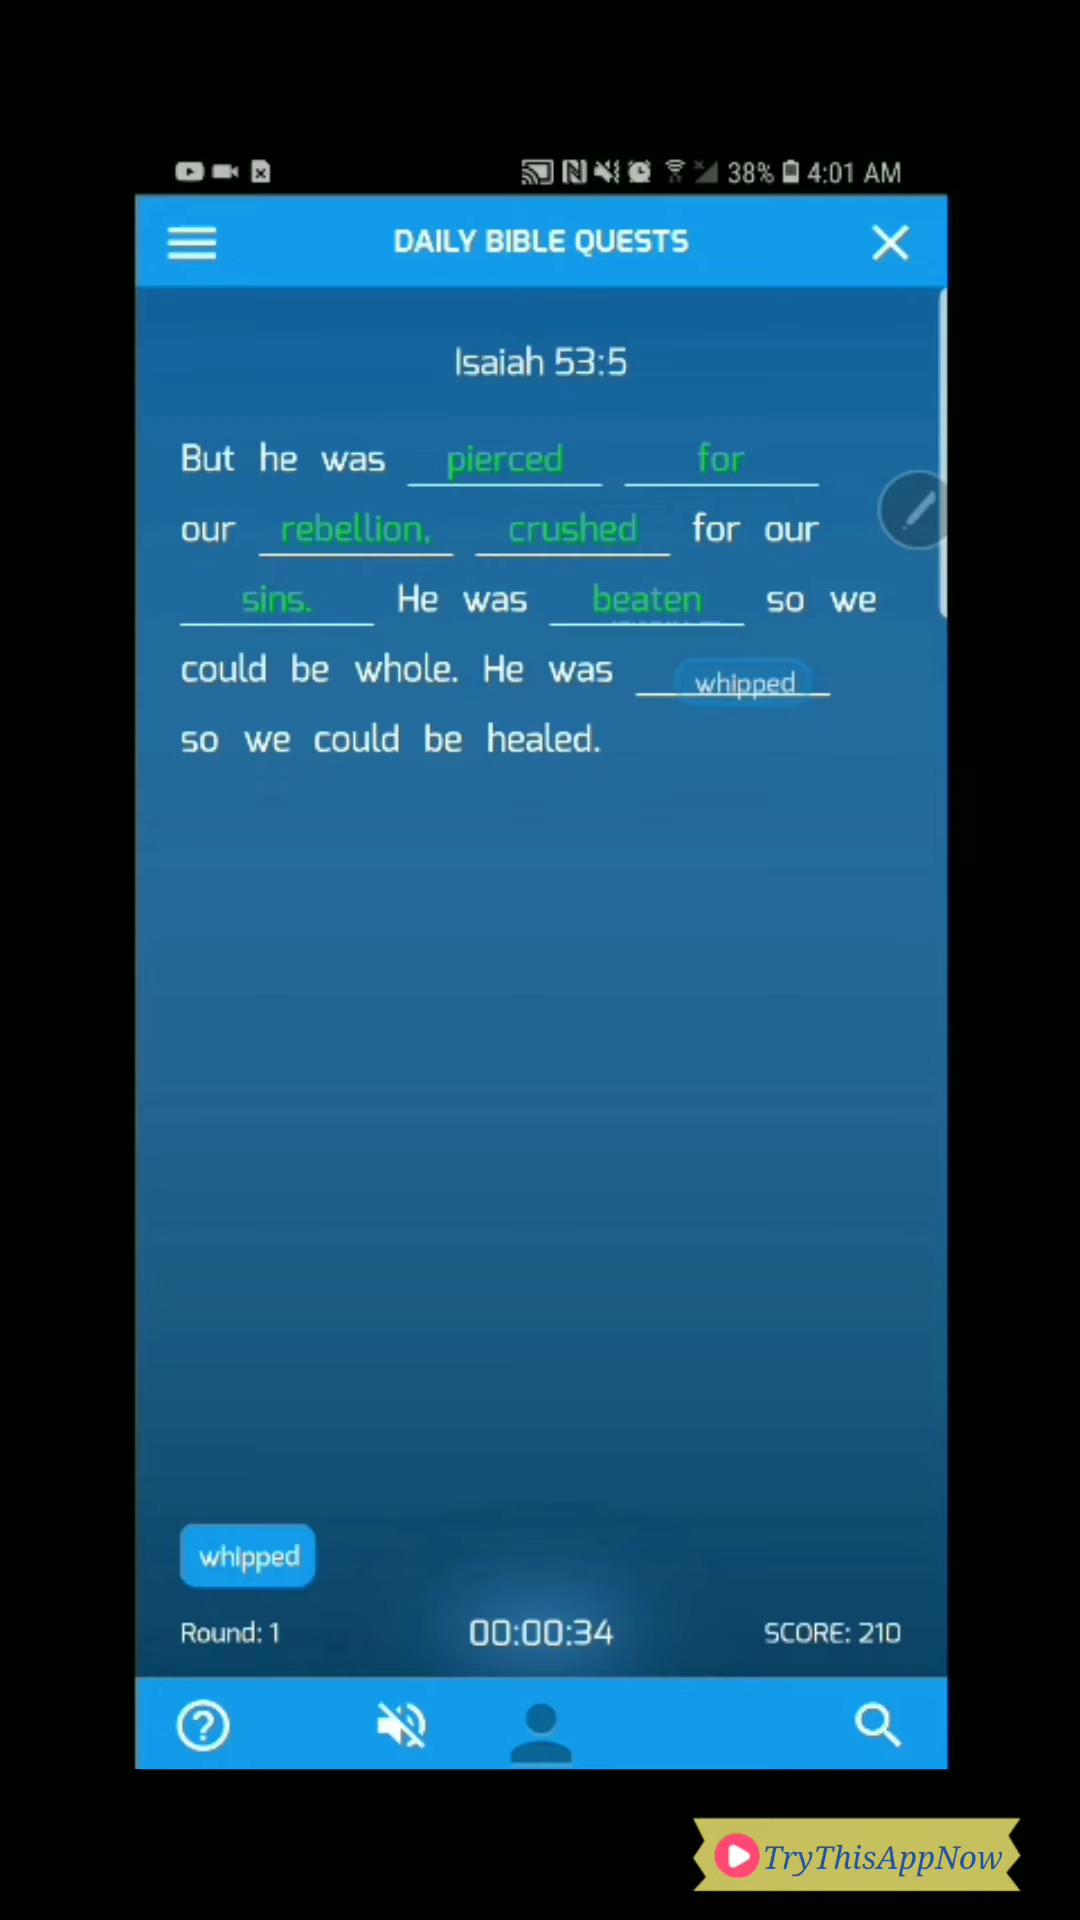 38% 4:01 AM
DAILY BIBLE QUESTS
Isaiah 53:5
But he was pierced for
our rebellion, crushed for our
sins. He was beaten so we
could be whole. He was whipped
so we could be healed.
whipped
Round: 1 00:00:34 SCORE: 210
TryThisAppNow